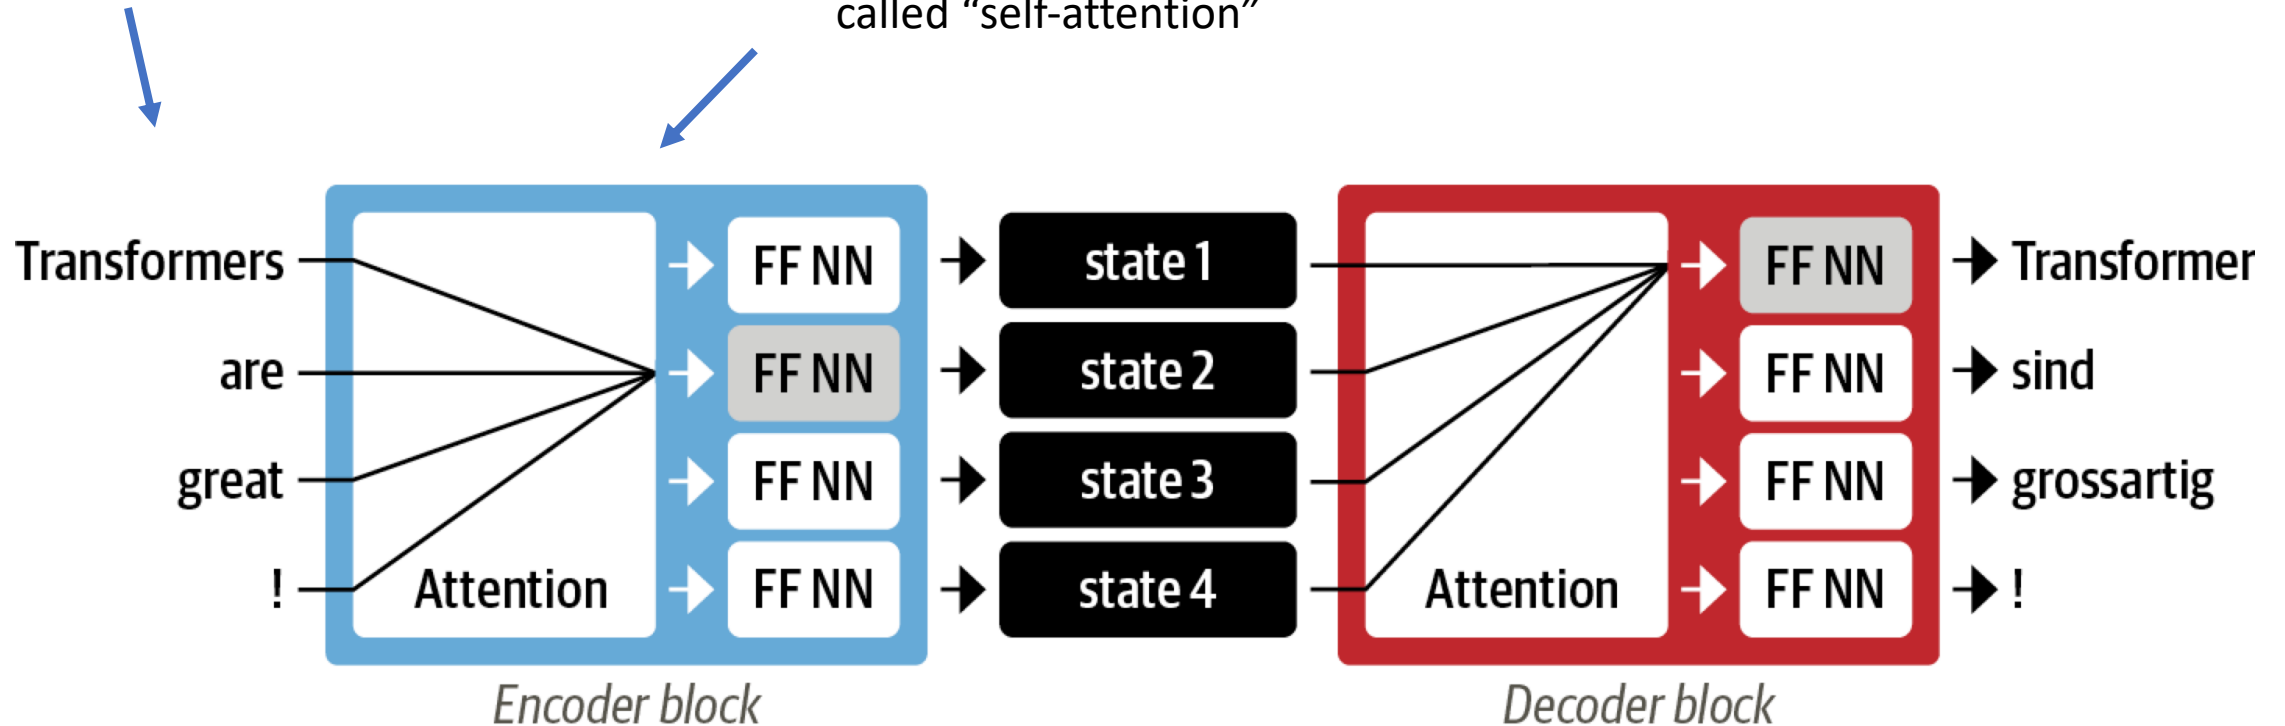 called “self-attention”
Transformers
are
great
!
Attention
FF NN
FF NN
FF NN
FF NN
Encoder block
state 1
state 2
state 3
state 4
Attention
FF NN
FF NN
FF NN
FF NN
Decoder block
Transformer
sind
grossartig
!